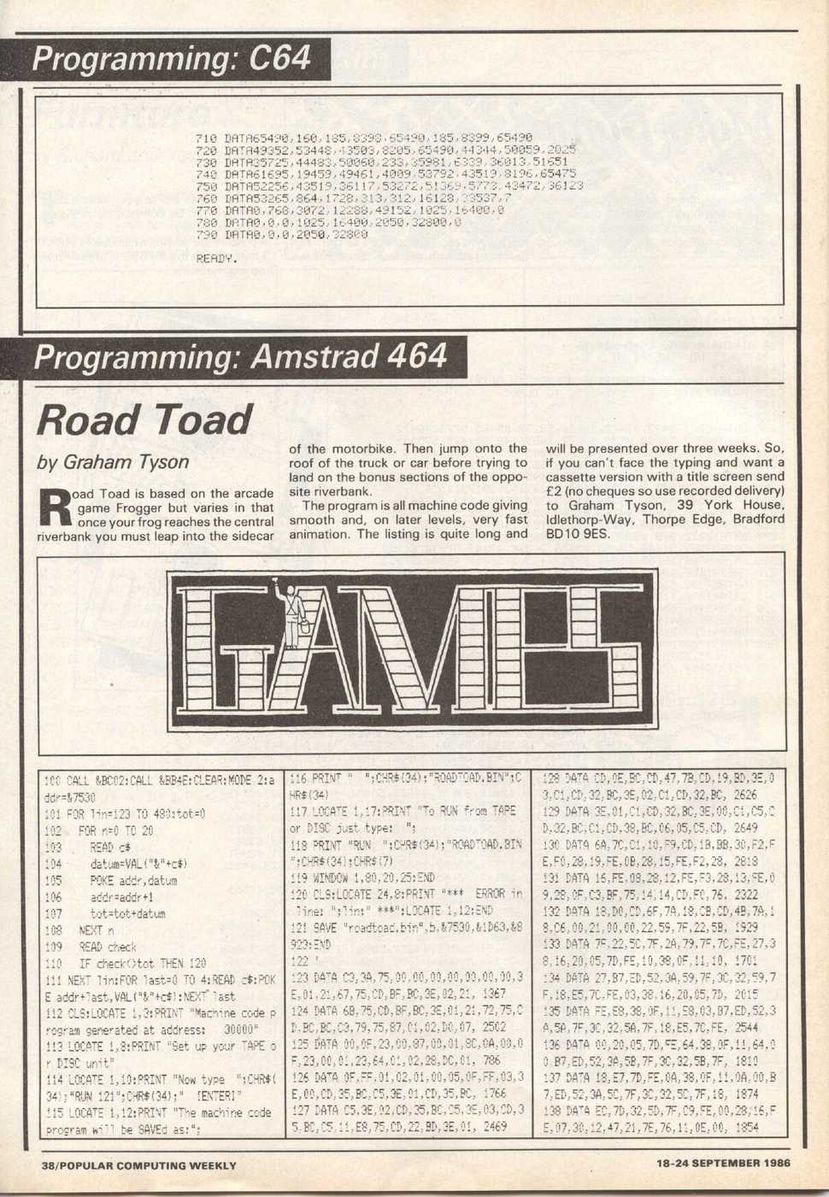 Programming: C64
710 DATA65490,160,185,8398,65490,185,8399,65490
720 DATA49352,53448,43503,8205,65490,44344,50059,2025
730 DATA35725,44483,50060,233,35981,6339,36013,51651
740 DATA61695,19459,49461,4009,53792,43519,8196,65475
750 DATA52256,43519,36117,53272,51369,5773,43472,36123
760 DATA53265,864,1728,313,312,16128,33537,7
770 DATA0,768,3072,12288,49152,1025,16400,0
780 DATA0,0,0,1025,16400,2050,32800,0
790 DATA0,0,0,2050,32800
READY.
Programming: Amstrad 464
Road Toad
by Graham Tyson
Road Toad is based on the arcade
game Frogger but varies in that
once your frog reaches the central
riverbank you must leap into the sidecar
of the motorbike. Then jump onto the
roof of the truck or car before trying to
land on the bonus sections of the oppo-
site riverbank.
The program is all machine code giving
smooth and, on later levels, very fast
animation. The listing is quite long and
will be presented over three weeks. So,
if you can't face the typing and want a
cassette version with a title screen send
£2 (no cheques so use recorded delivery)
to Graham Tyson, 39 York House,
Idlethorp-Way, Thorpe Edge, Bradford
BD10 9ES.
GAMES
100 CALL &BC02:CALL &BB4E:CLEAR:MODE 2:a
ddr=&7530
101 FOR lin=123 TO 480:tot=0
102 FOR n=0 TO 20
103 READ c$
104 datum=VAL("&"+c$)
105 POKE addr,datum
106 addr=addr+1
107 tot=tot+datum
108 NEXT n
109 READ check
110 IF check<>tot THEN 120
111 NEXT lin:FOR last=0 TO 4:READ c$:POK
E addr+last,VAL("&"+c$):NEXT last
112 CLS:LOCATE 1,3:PRINT "Machine code p
rogram generated at address: 30000"
113 LOCATE 1,8:PRINT "Set up your TAPE o
r DISC unit"
114 LOCATE 1,10:PRINT "Now type ";CHR$(
34);"RUN 121";CHR$(34);" [ENTER]"
115 LOCATE 1,12:PRINT "The machine code
program will be SAVEd as:";
116 PRINT " ";CHR$(34);"ROADTOAD.BIN";C
HR$(34)
117 LOCATE 1,17:PRINT "To RUN from TAPE
or DISC just type: ";
118 PRINT "RUN ";CHR$(34);"ROADTOAD.BIN
";CHR$(34);CHR$(7)
119 WINDOW 1,80,20,25:END
120 CLS:LOCATE 24,8:PRINT "*** ERROR in
line: ";lin;" ***":LOCATE 1,12:END
121 SAVE "roadtoad.bin",b,&7530,&1D63,&8
923:END
122 '
123 DATA C3,3A,75,00,00,00,00,00,00,00,3
E,01,21,67,75,CD,BF,BC,3E,02,21, 1367
124 DATA 6B,75,CD,BF,BC,3E,01,21,72,75,C
D,BC,BC,C3,79,75,87,01,02,D0,07, 2502
125 DATA 00,0F,23,00,87,00,01,8C,0A,00,0
F,23,00,01,23,64,01,02,28,DC,01, 786
126 DATA 0F,FF,01,02,01,00,05,0F,FF,03,3
E,00,CD,35,BC,C5,3E,01,CD,35,BC, 1766
127 DATA C5,3E,02,CD,35,BC,C5,3E,03,CD,3
5,BC,C5,11,E8,75,CD,22,BD,3E,01, 2469
128 DATA CD,0E,BC,CD,47,7B,CD,19,BD,3E,0
3,C1,CD,32,BC,3E,02,C1,CD,32,BC, 2626
129 DATA 3E,01,C1,CD,32,BC,3E,00,C1,C5,C
D,32,BC,C1,CD,38,BC,06,05,C5,CD, 2649
130 DATA 6A,7C,C1,10,F9,CD,1B,BB,30,F2,F
E,F0,28,19,FE,0B,28,15,FE,F2,28, 2818
131 DATA 16,FE,08,28,12,FE,F3,28,13,FE,0
9,28,0F,C3,BF,75,14,14,CD,F0,76, 2322
132 DATA 18,D0,CD,6F,7A,18,CB,CD,4B,7A,1
8,C6,00,21,00,00,22,59,7F,22,5B, 1929
133 DATA 7F,22,5C,7F,2A,79,7F,7C,FE,27,3
8,16,20,05,7D,FE,10,38,0F,11,10, 1701
134 DATA 27,B7,ED,52,3A,59,7F,3C,32,59,7
F,18,E5,7C,FE,03,38,16,20,05,7D, 2015
135 DATA FE,E8,38,0F,11,E8,03,B7,ED,52,3
A,5A,7F,3C,32,5A,7F,18,E5,7C,FE, 2544
136 DATA 00,20,05,7D,FE,64,38,0F,11,64,0
0,B7,ED,52,3A,5B,7F,3C,32,5B,7F, 1810
137 DATA 18,E7,7D,FE,0A,38,0F,11,0A,00,B
7,ED,52,3A,5C,7F,3C,32,5C,7F,18, 1874
138 DATA EC,7D,32,5D,7F,C9,FE,00,28,16,F
E,07,30,12,47,21,7E,76,11,0E,00, 1854
38/POPULAR COMPUTING WEEKLY
18-24 SEPTEMBER 1986